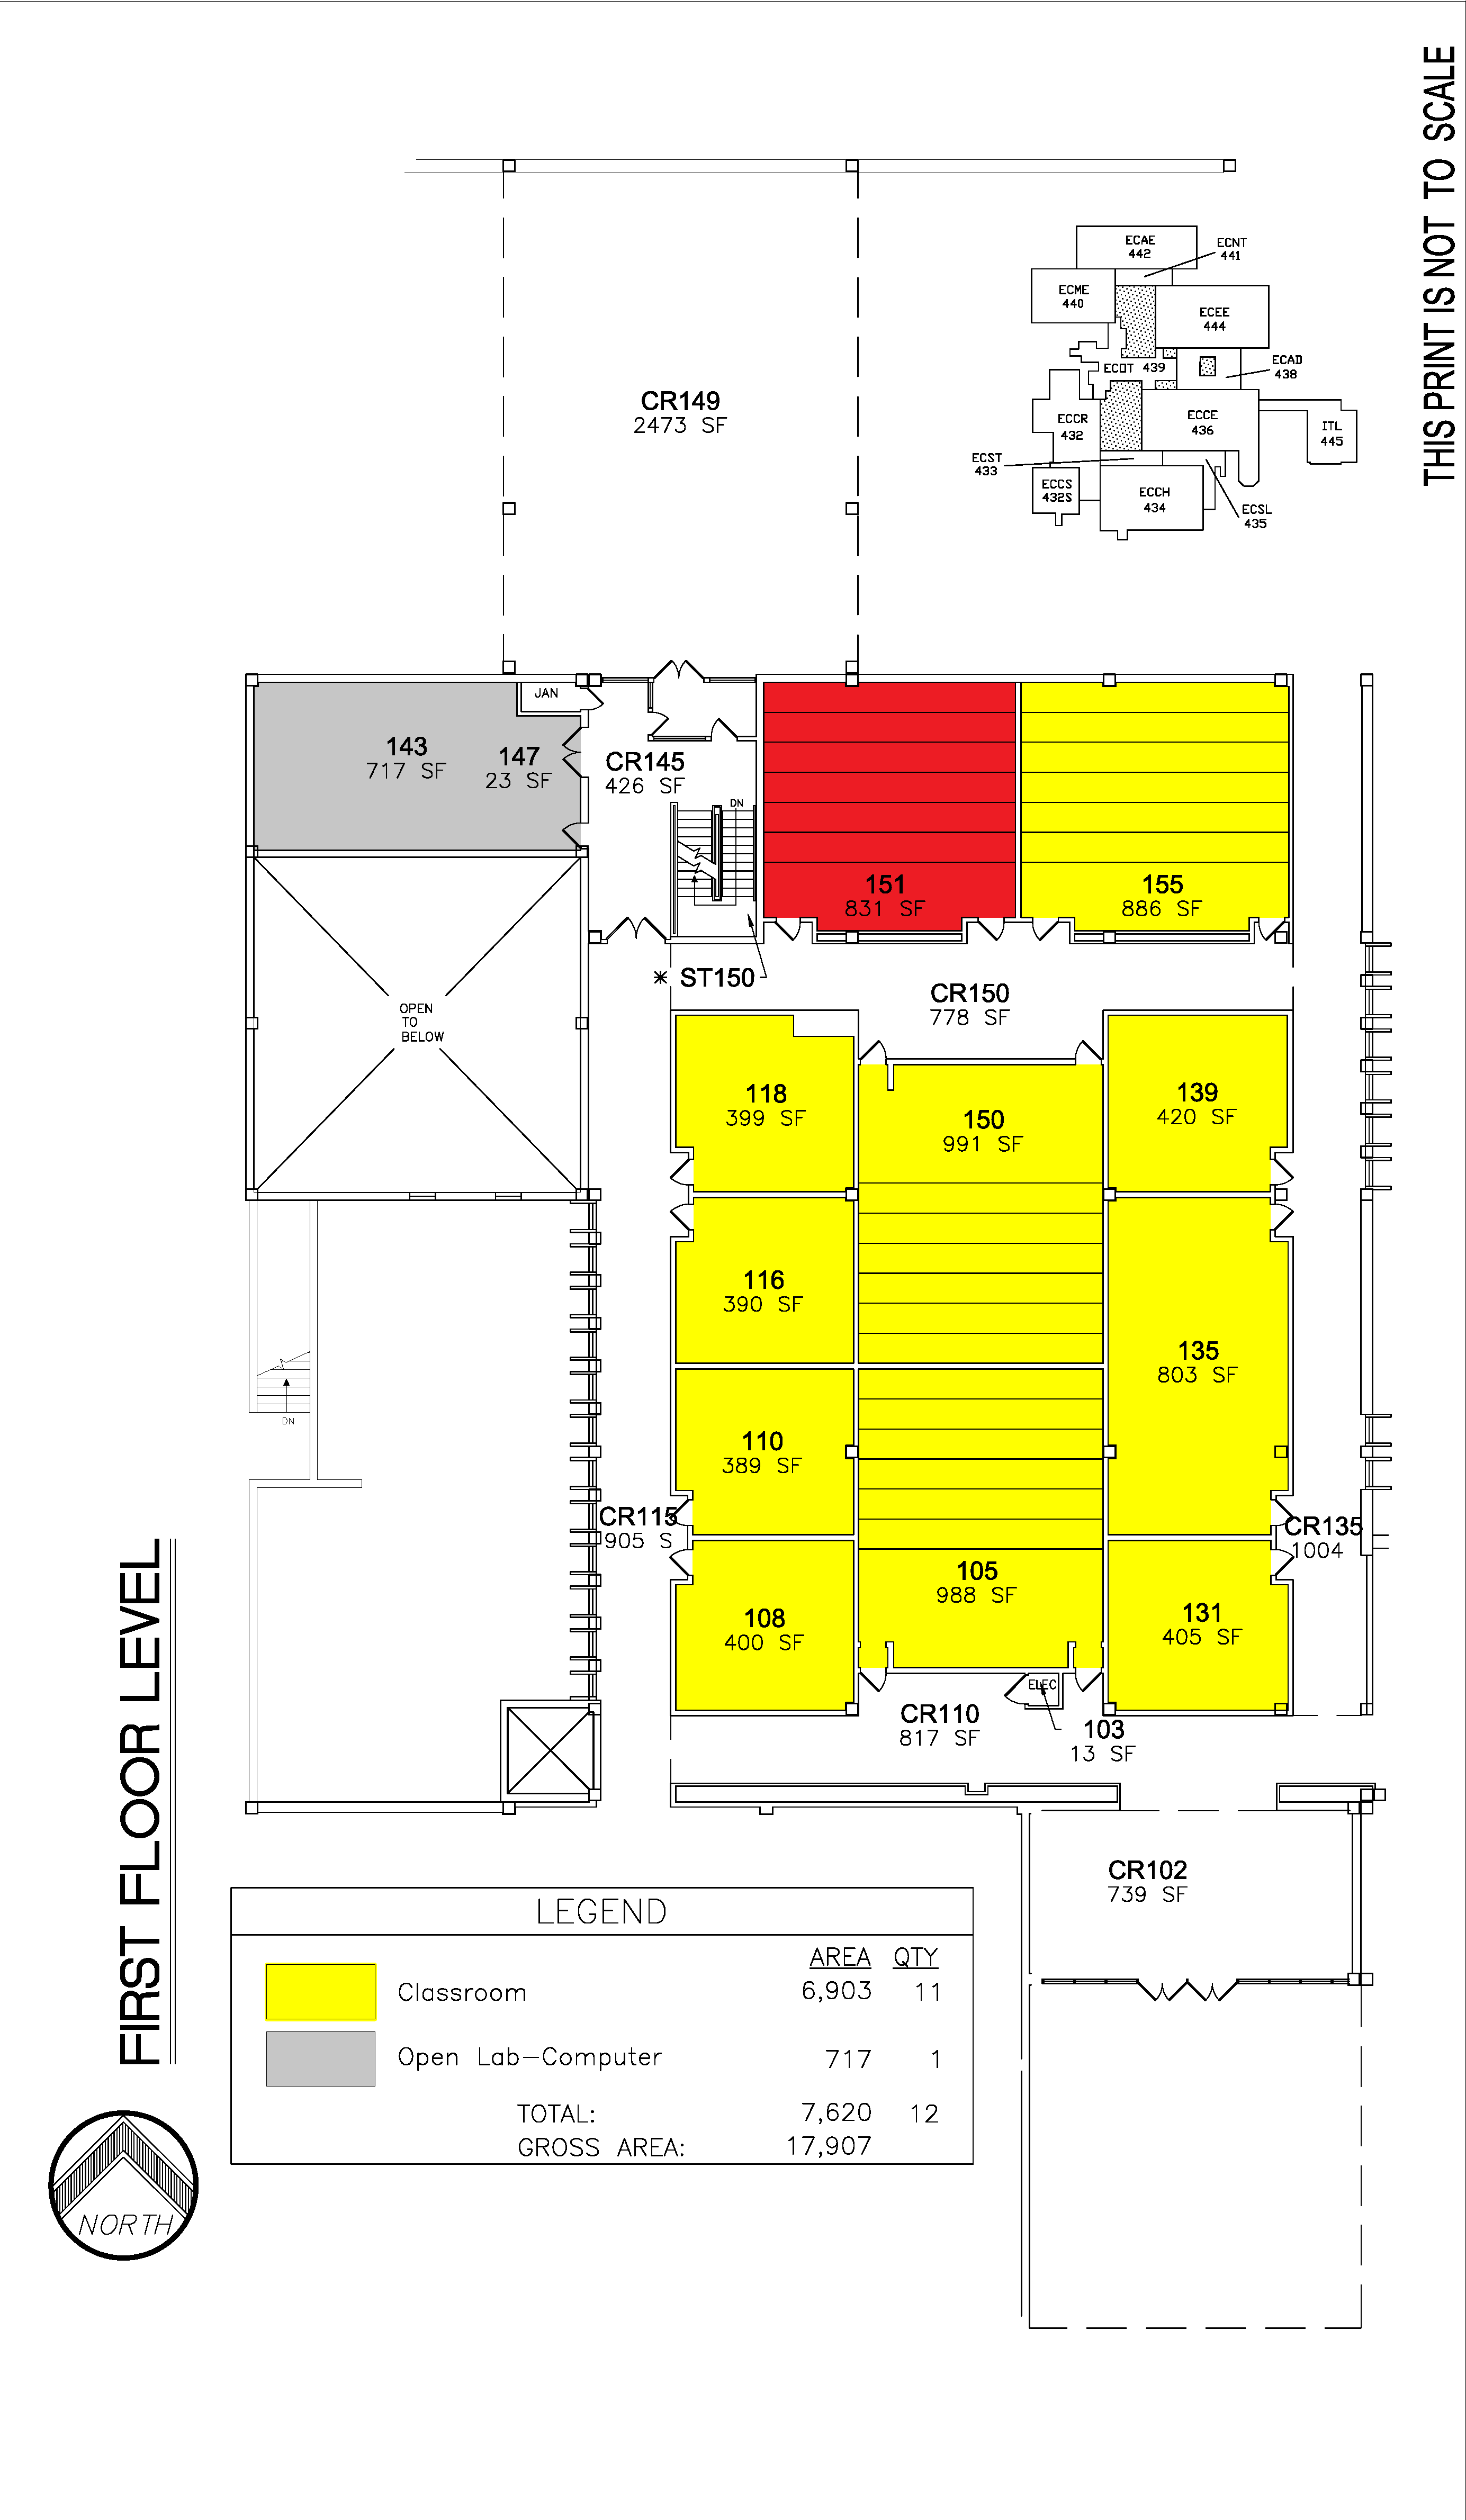 THIS PRINT IS NOT TO SCALE
ECAE
442
ECNT
441
ECME
440
ECEE
444
ECOT 439
ECAD
438
ECCR
432
ECCE
436
ITL
445
ECST
433
ECCS
432S
ECCH
434
ECSL
435
CR149
2473 SF
JAN
143
717 SF
147
23 SF
CR145
426 SF
DN
151
831 SF
155
886 SF
* ST150
CR150
778 SF
OPEN
TO
BELOW
118
399 SF
150
991 SF
139
420 SF
116
390 SF
135
803 SF
DN
110
389 SF
CR115
905 S
CR135
1004
105
988 SF
108
400 SF
131
405 SF
ELEC
CR110
817 SF
103
13 SF
CR102
739 SF
FIRST FLOOR LEVEL
LEGEND
AREA QTY
Classroom 6,903 11
Open Lab-Computer 717 1
TOTAL: 7,620 12
GROSS AREA: 17,907
NORTH